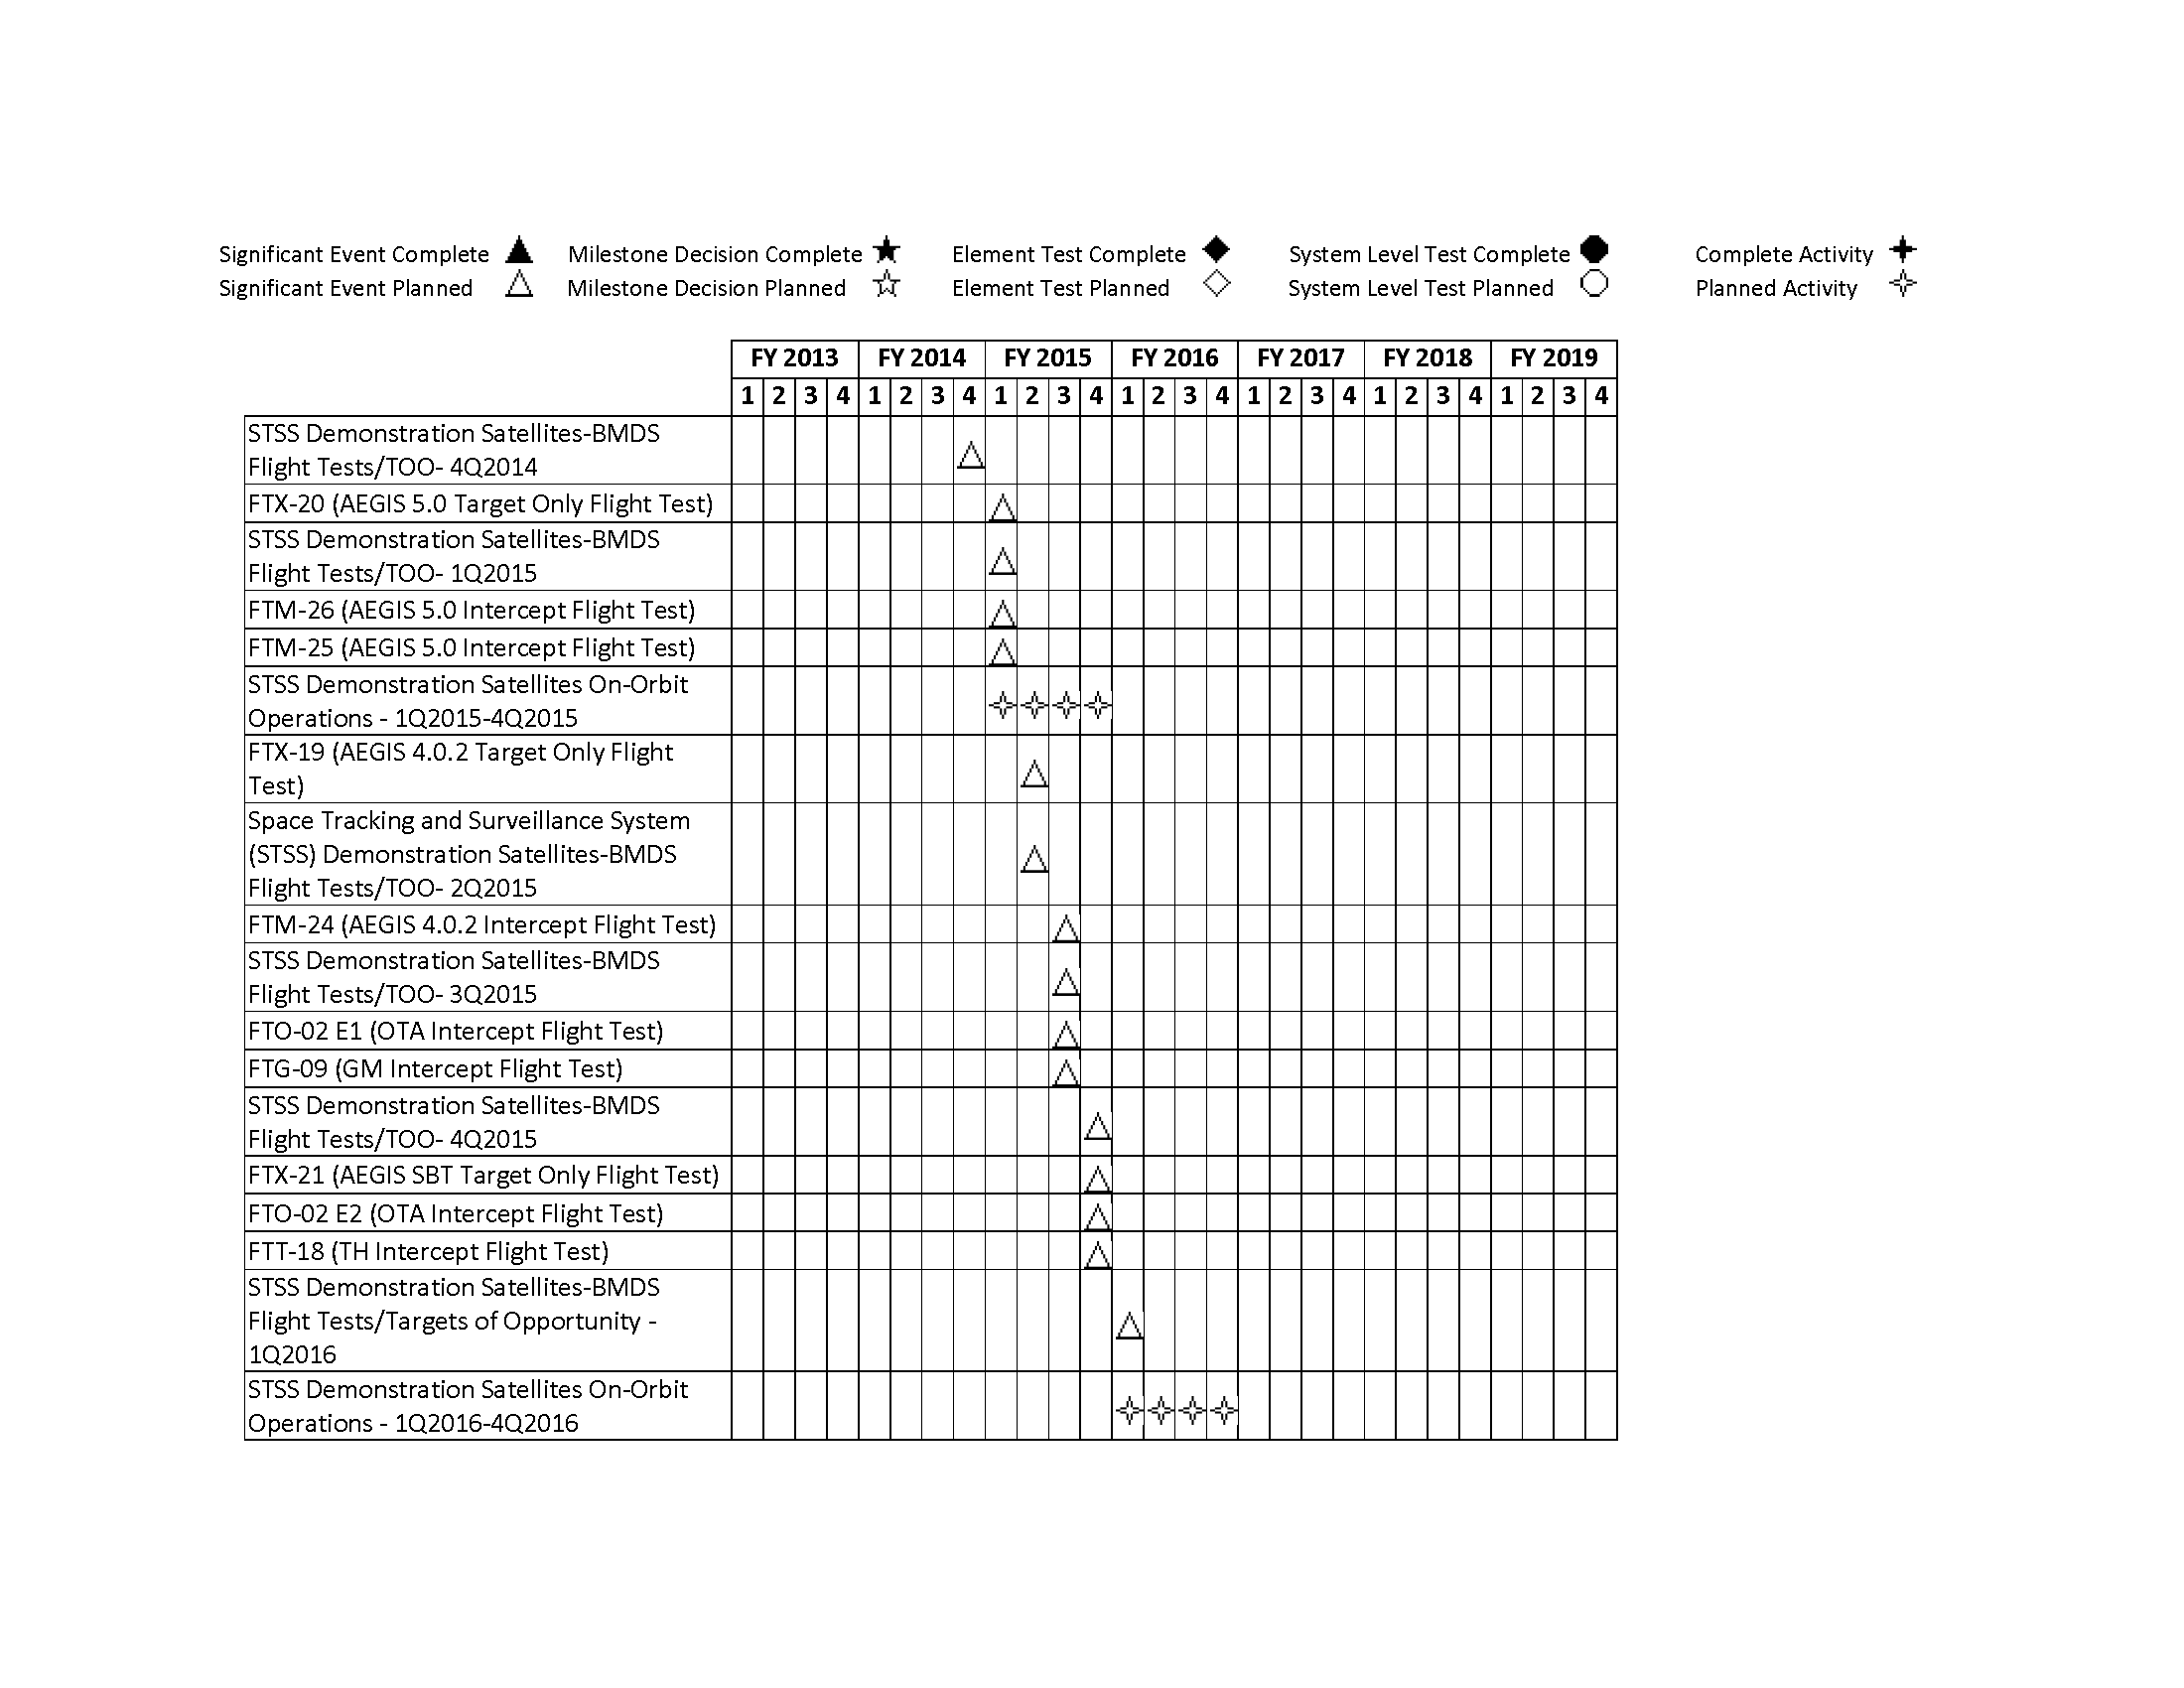 Significant Event Complete Milestone Decision Complete Element Test Complete System Level Test Complete Complete Activity
Significant Event Planned Milestone Decision Planned Element Test Planned System Level Test Planned Planned Activity
FY 2013 FY 2014 FY 2015 FY 2016 FY 2017 FY 2018 FY 2019
1 2 3 4 1 2 3 4 1 2 3 4 1 2 3 4 1 2 3 4 1 2 3 4 1 2 3 4
STSS Demonstration Satellites-BMDS
Flight Tests/TOO- 4Q2014
FTX-20 (AEGIS 5.0 Target Only Flight Test)
STSS Demonstration Satellites-BMDS
Flight Tests/TOO- 1Q2015
FTM-26 (AEGIS 5.0 Intercept Flight Test)
FTM-25 (AEGIS 5.0 Intercept Flight Test)
STSS Demonstration Satellites On-Orbit
Operations - 1Q2015-4Q2015
FTX-19 (AEGIS 4.0.2 Target Only Flight
Test)
Space Tracking and Surveillance System
(STSS) Demonstration Satellites-BMDS
Flight Tests/TOO- 2Q2015
FTM-24 (AEGIS 4.0.2 Intercept Flight Test)
STSS Demonstration Satellites-BMDS
Flight Tests/TOO- 3Q2015
FTO-02 E1 (OTA Intercept Flight Test)
FTG-09 (GM Intercept Flight Test)
STSS Demonstration Satellites-BMDS
Flight Tests/TOO- 4Q2015
FTX-21 (AEGIS SBT Target Only Flight Test)
FTO-02 E2 (OTA Intercept Flight Test)
FTT-18 (TH Intercept Flight Test)
STSS Demonstration Satellites-BMDS
Flight Tests/Targets of Opportunity -
1Q2016
STSS Demonstration Satellites On-Orbit
Operations - 1Q2016-4Q2016